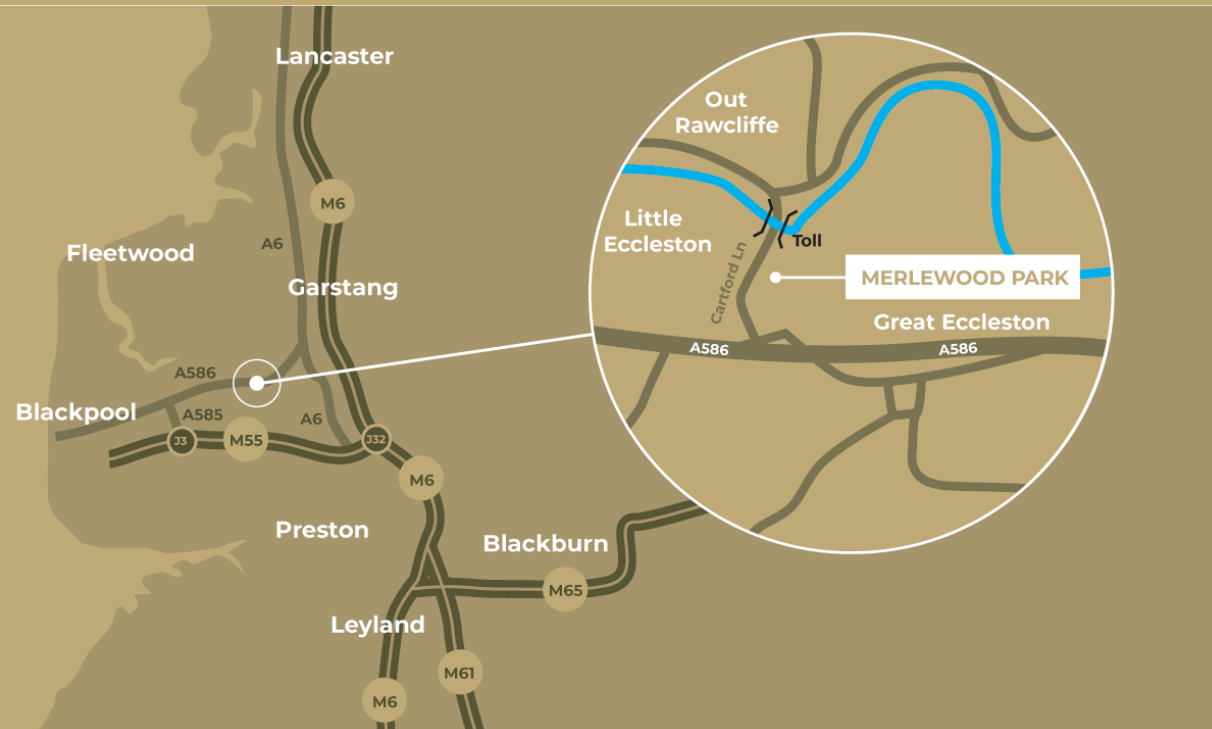 Lancaster
M6
A6
Fleetwood
Garstang
A586
Blackpool
A585
A6
J3
M55
J32
M6
Preston
Blackburn
M65
Leyland
M61
M6
Out
Rawcliffe
Little
Eccleston
Toll
Cartford Ln
MERLEWOOD PARK
Great Eccleston
A586
A586